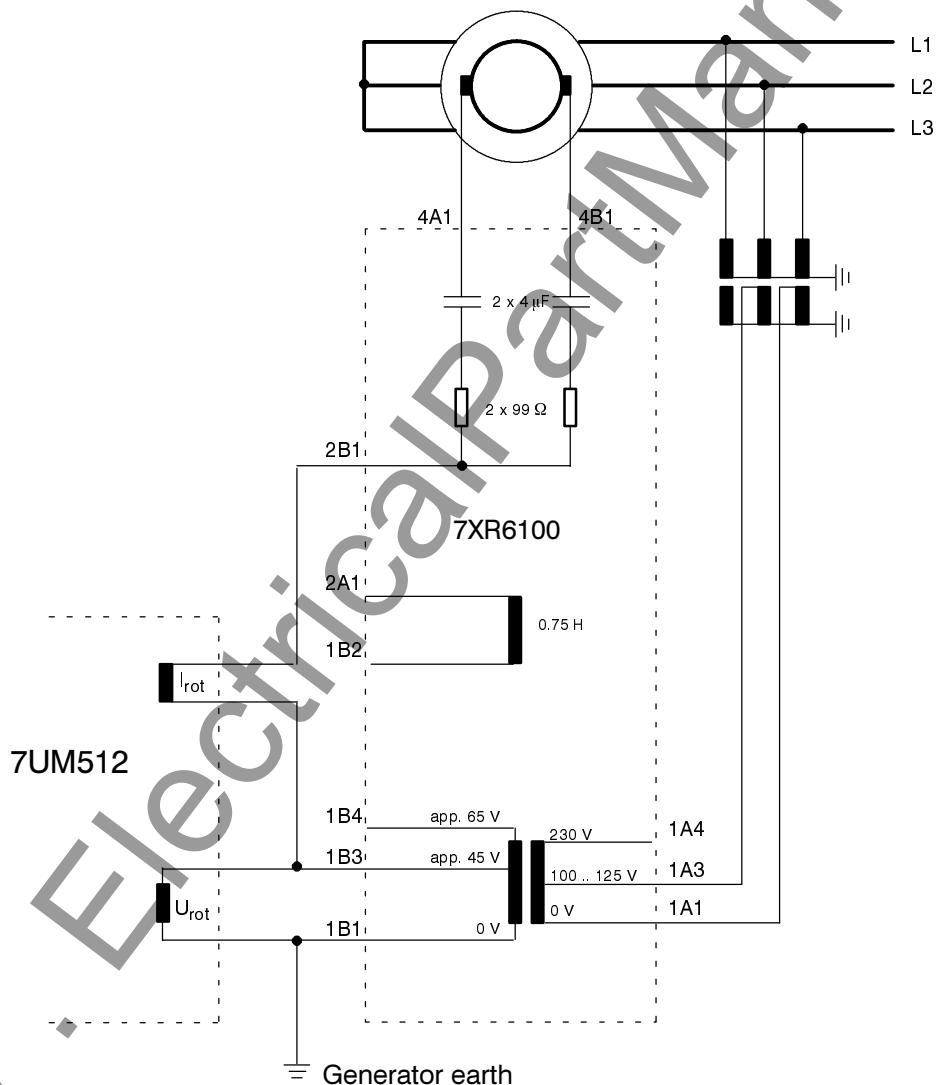 L1
L2
L3
4A1
4B1
2 x 4 µF
2 x 99 Ω
2B1
7XR6100
2A1
0.75 H
1B2
Irot
7UM512
1B4
app. 65 V
230 V
1A4
1B3
app. 45 V
100 .. 125 V
1A3
0 V
1A1
Urot
1B1
0 V
Generator earth
. ElectricalPartMan